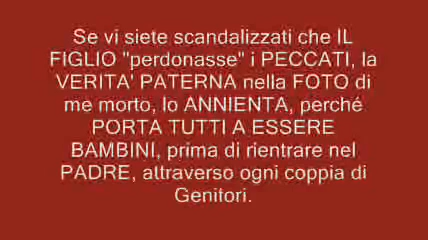 Se vi siete scandalizzati che IL
FIGLIO "perdonasse" i PECCATI, la
VERITA' PATERNA nella FOTO di
me morto, lo ANNIENTA, perché
PORTA TUTTI A ESSERE
BAMBINI, prima di rientrare nel
PADRE, attraverso ogni coppia di
Genitori.